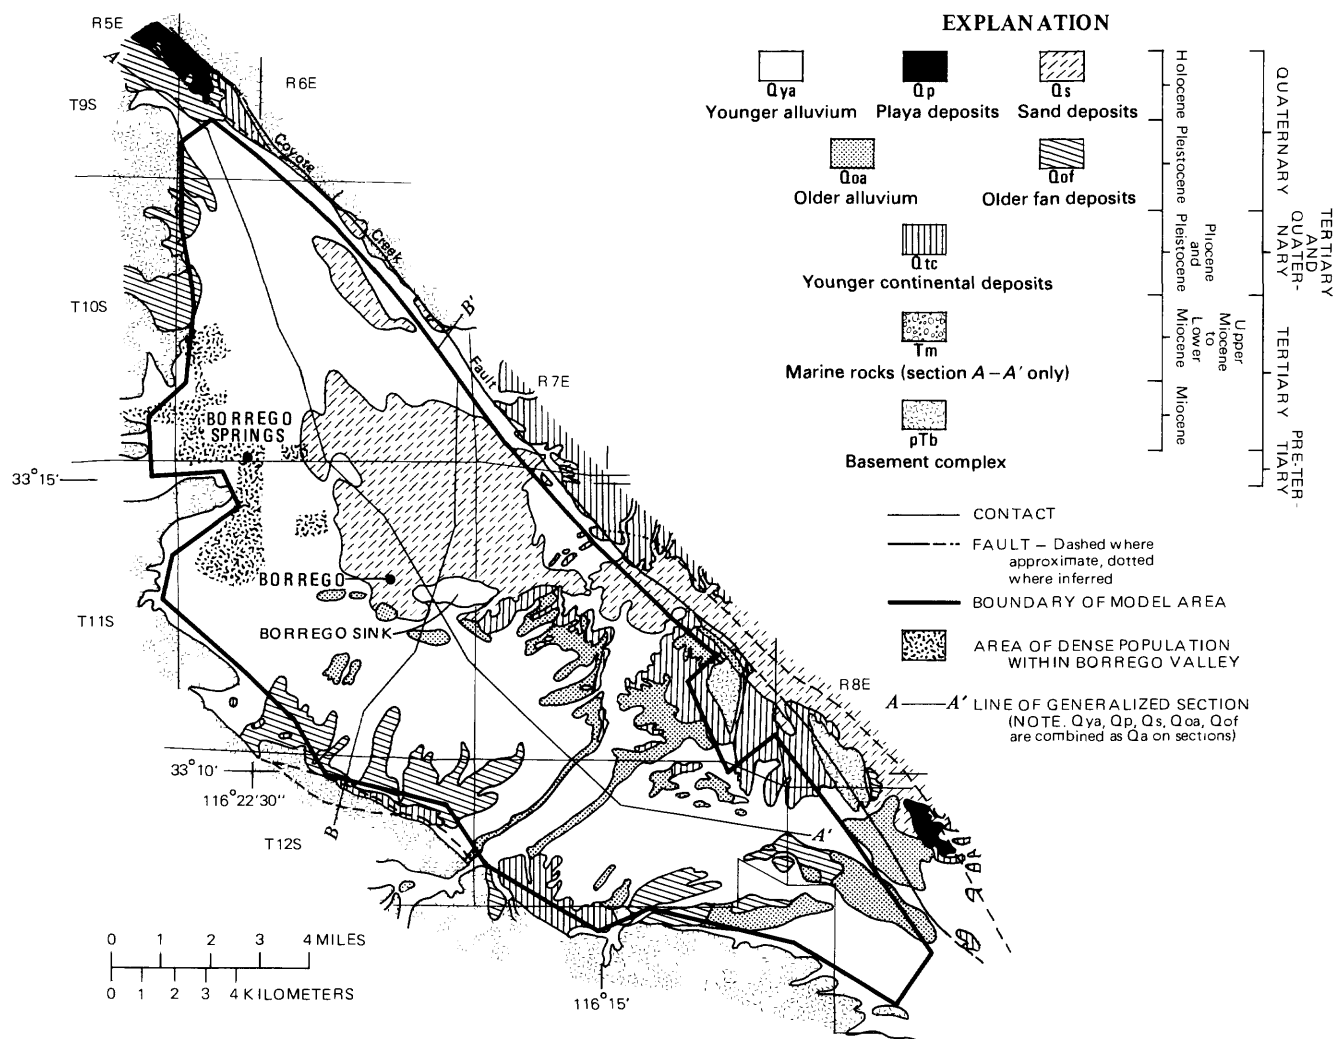 EXPLANATION
Qya
Younger alluvium
Qp
Playa deposits
Qs
Sand deposits
Qoa
Older alluvium
Qof
Older fan deposits
Qtc
Younger continental deposits
Tm
Marine rocks (section A–A' only)
pTb
Basement complex
Holocene
Pleistocene
Pliocene
and
Pleistocene
Upper
Miocene
to
Lower
Miocene
Miocene
QUATERNARY
TERTIARY
AND
QUATER-
NARY
TERTIARY
PRE-TER-
TIARY
CONTACT
FAULT – Dashed where
approximate, dotted
where inferred
BOUNDARY OF MODEL AREA
AREA OF DENSE POPULATION
WITHIN BORREGO VALLEY
A — A' LINE OF GENERALIZED SECTION
(NOTE. Qya, Qp, Qs, Qoa, Qof
are combined as Qa on sections)
R5E
A
R6E
T9S
Coyote
Creek
Fault
T10S
B'
R7E
BORREGO
SPRINGS
33°15'
BORREGO
T11S
BORREGO SINK
R8E
33°10'
116°22'30"
B
T12S
A'
0 1 2 3 4 MILES
0 1 2 3 4 KILOMETERS
116°15'